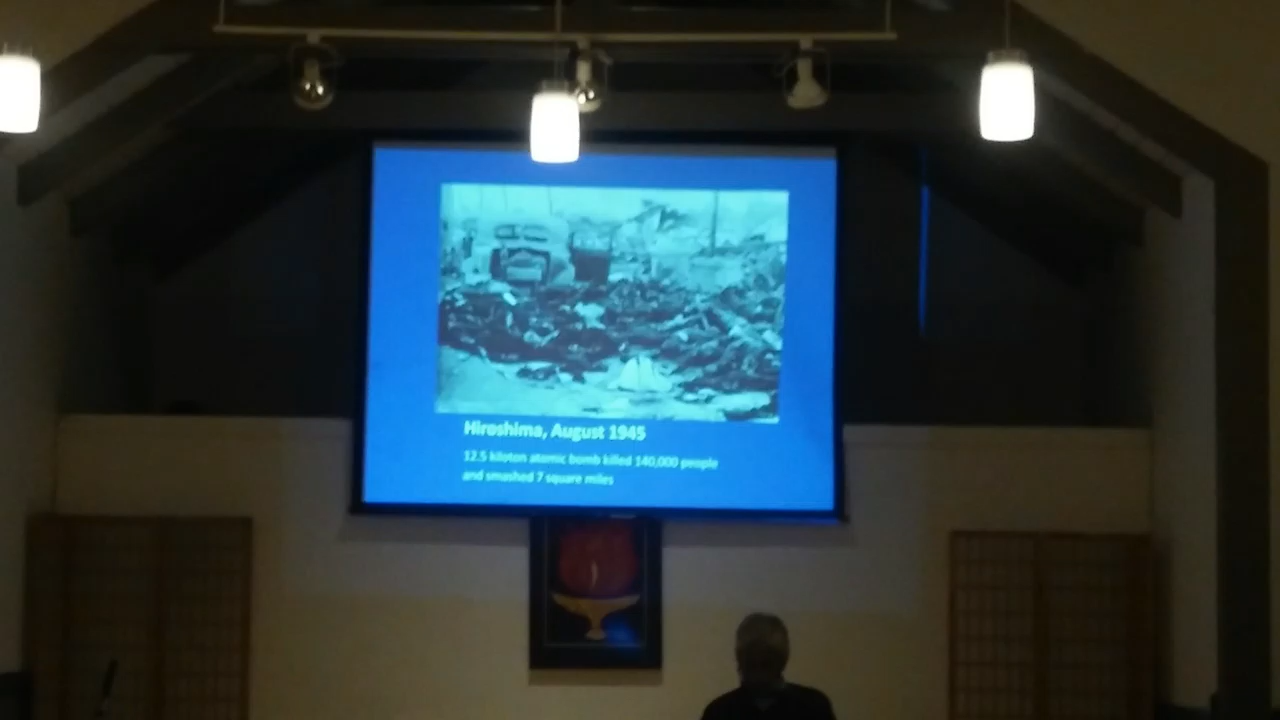 Hiroshima, August 1945
12.5 kiloton atomic bomb killed 140,000 people
and smashed 7 square miles